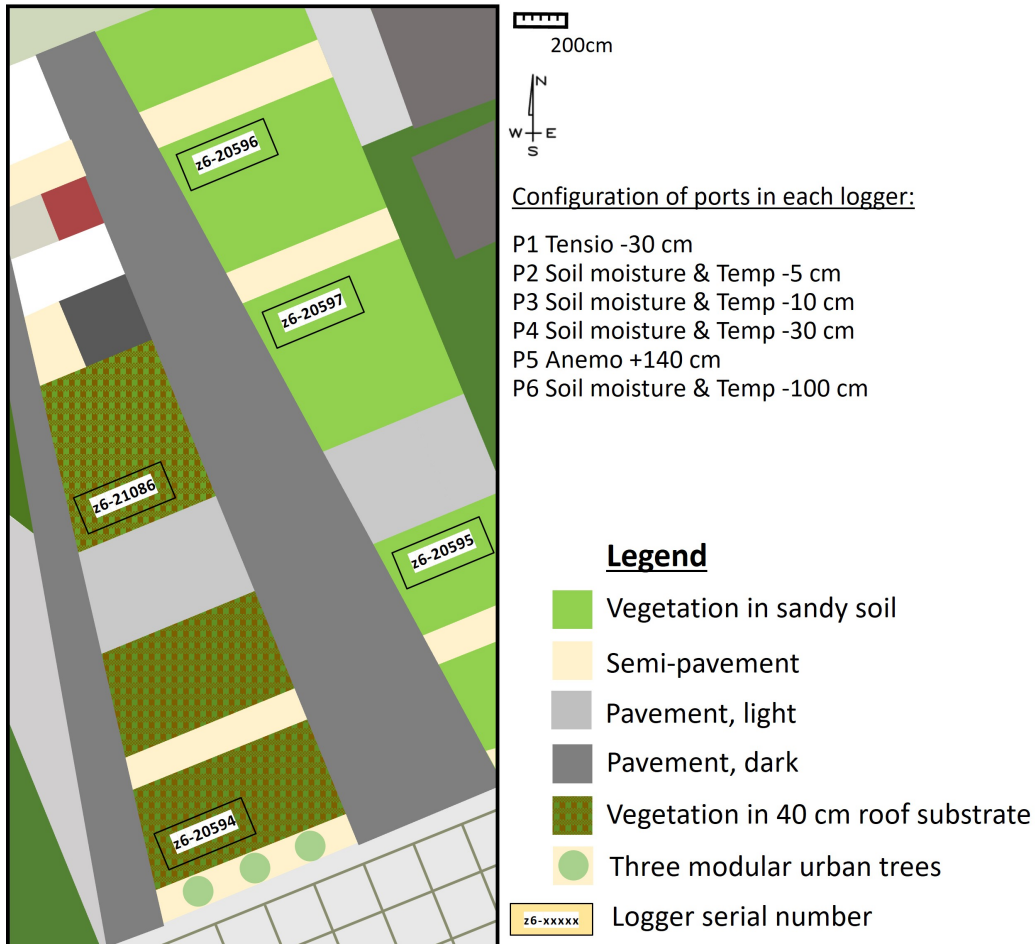 200cm
N
W E
S
Configuration of ports in each logger:
P1 Tensio -30 cm
P2 Soil moisture & Temp -5 cm
P3 Soil moisture & Temp -10 cm
P4 Soil moisture & Temp -30 cm
P5 Anemo +140 cm
P6 Soil moisture & Temp -100 cm
z6-20596
z6-20597
z6-21086
z6-20595
z6-20594
Legend
Vegetation in sandy soil
Semi-pavement
Pavement, light
Pavement, dark
Vegetation in 40 cm roof substrate
Three modular urban trees
z6-xxxxx Logger serial number